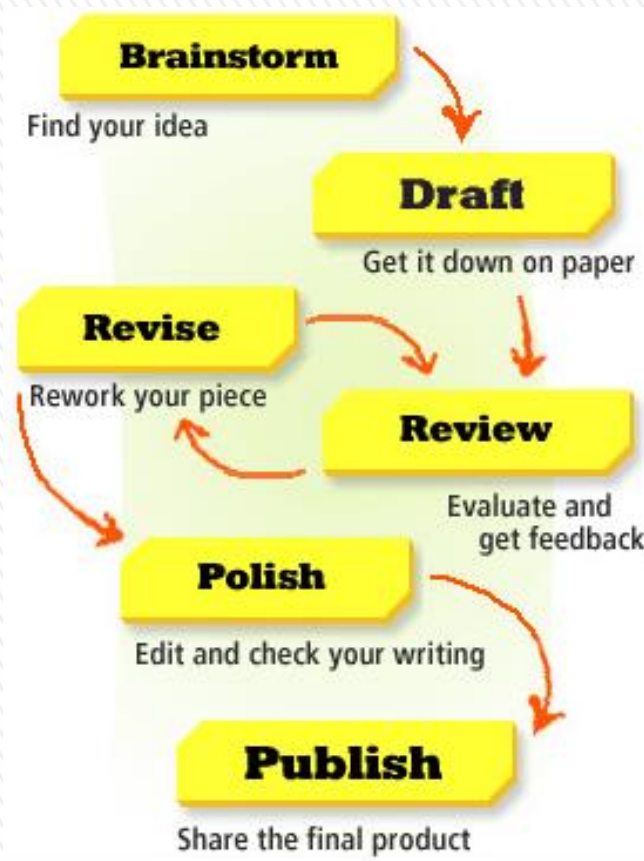 Brainstorm
Find your idea
Draft
Get it down on paper
Revise
Rework your piece
Review
Evaluate and
get feedback
Polish
Edit and check your writing
Publish
Share the final product